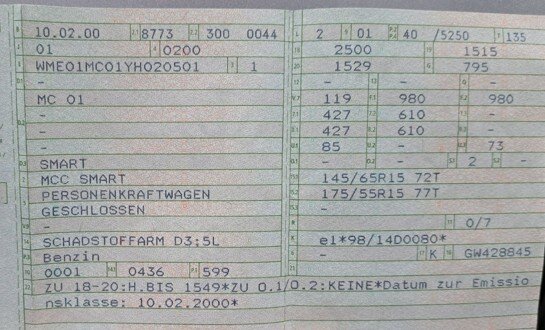 10.02.00 8773 300 0044 2 01 40 /5250 135
01 0200 2500 1515
WME01MC01YH020501 1 1529 795
- - - -
MC 01 119 980 980
- 427 610 -
- 427 610 -
- 85 - 73
SMART - - 2 -
MCC SMART 145/65R15 72T
PERSONENKRAFTWAGEN 175/55R15 77T
GESCHLOSSEN -
- - 0/7
SCHADSTOFFARM D3;5L e1*98/14D0080*
Benzin - K GW428845
0001 0436 599
ZU 18-20:H.BIS 1549*ZU 0.1/0.2:KEINE*Datum zur Emissio
nsklasse: 10.02.2000*